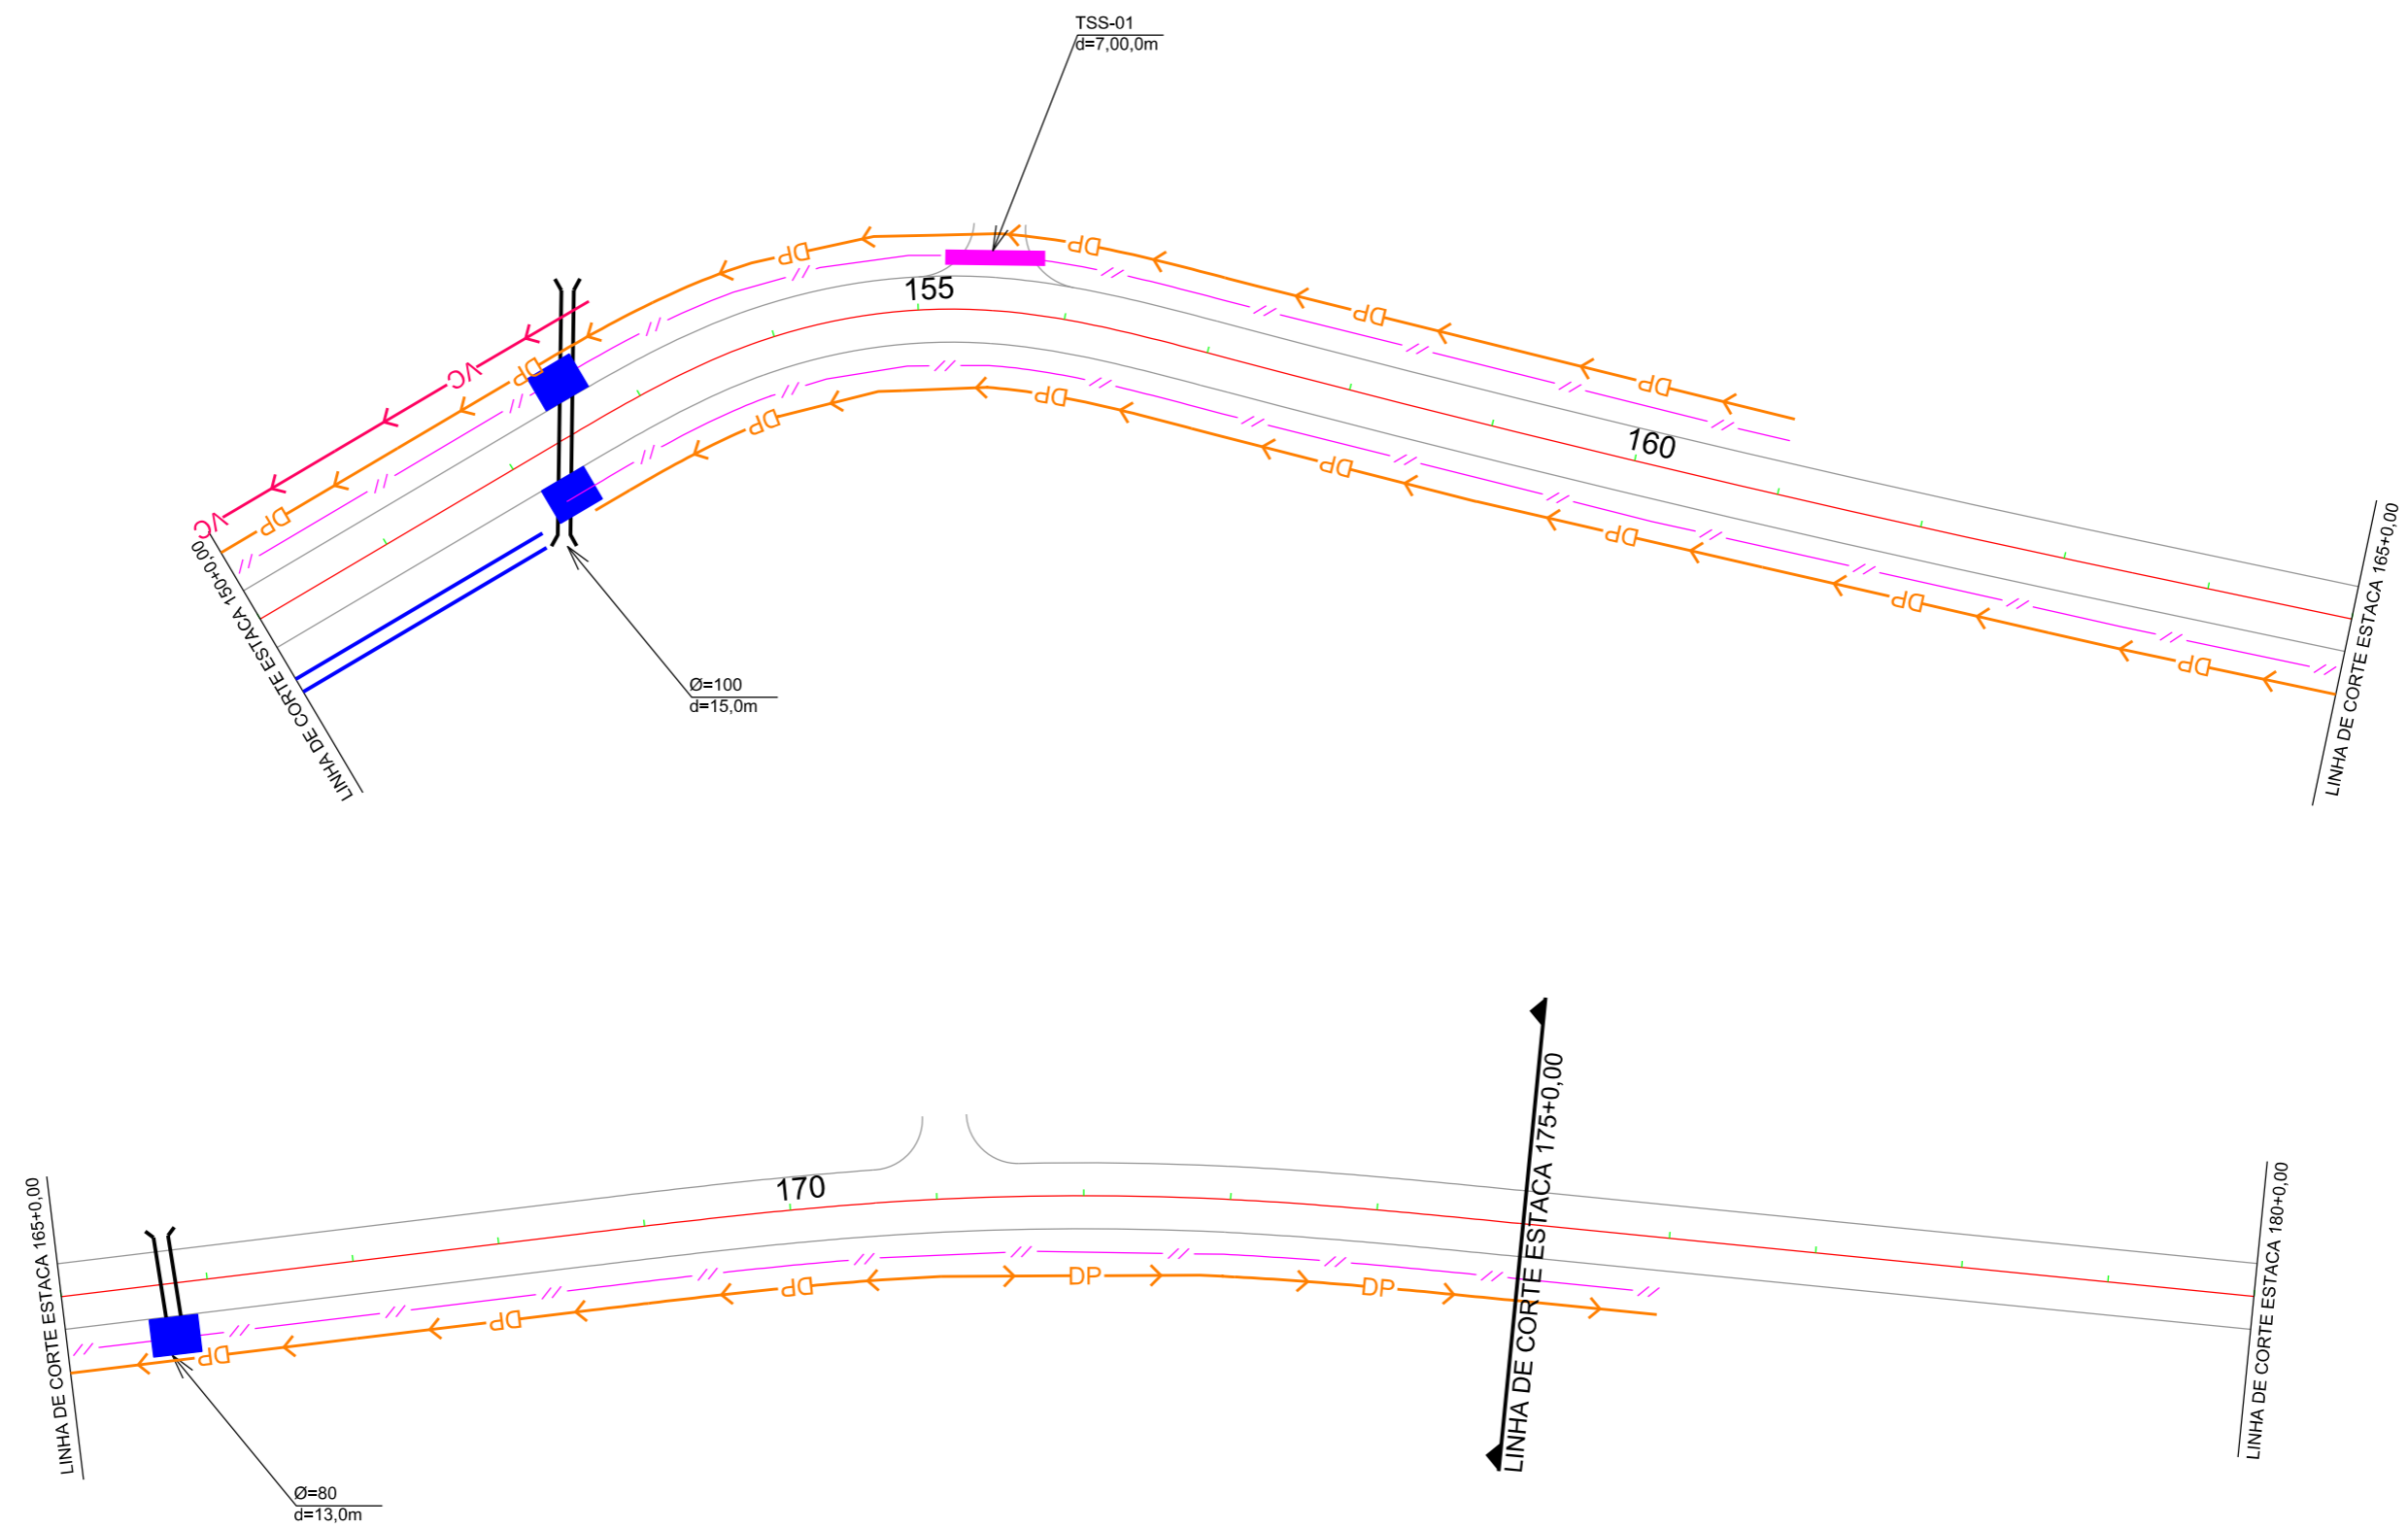 TSS-01
d=7,00,0m
DP
DP
155
DP
DP
DP
VC
DP
DP
160
DP
DP
VC
DP
DP
DP
DP
LINHA DE CORTE ESTACA 150+0,00
LINHA DE CORTE ESTACA 165+0,00
Ø=100
d=15,0m
LINHA DE CORTE ESTACA 165+0,00
170
LINHA DE CORTE ESTACA 175+0,00
LINHA DE CORTE ESTACA 180+0,00
DP
DP
DP
DP
DP
Ø=80
d=13,0m